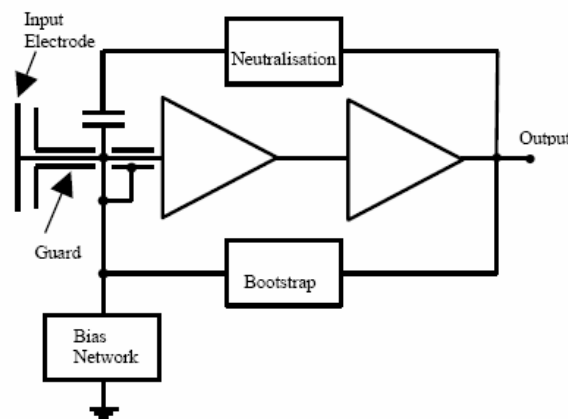 Input
Electrode
Neutralisation
Output
Guard
Bootstrap
Bias
Network